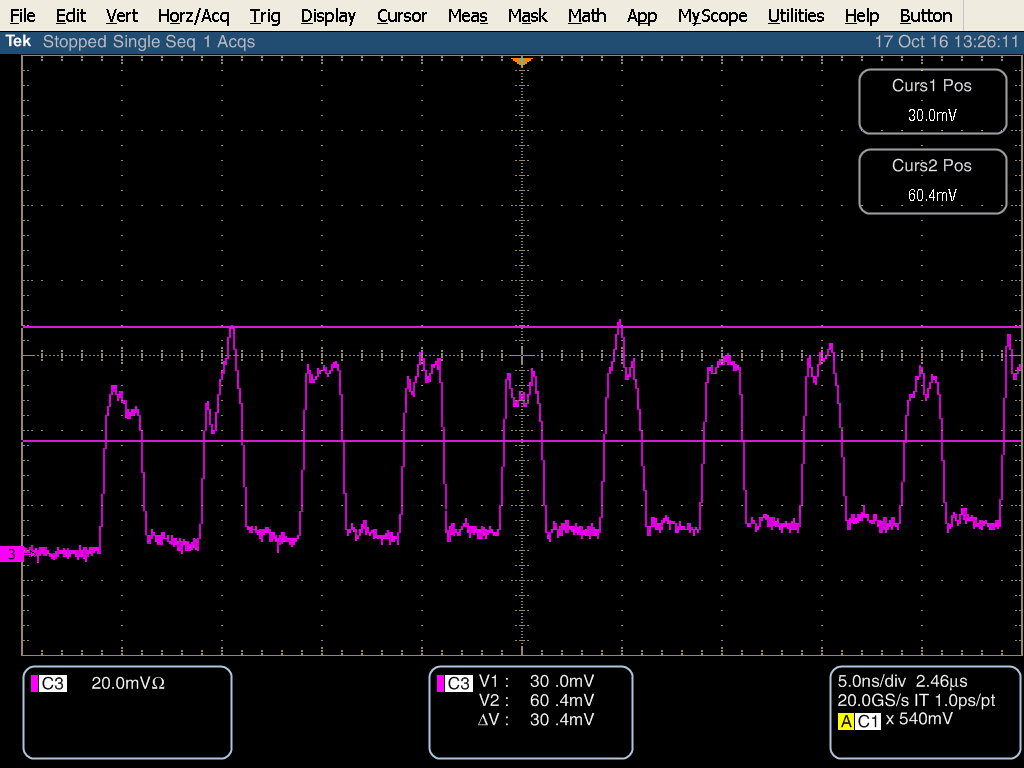 File Edit Vert Horz/Acq Trig Display Cursor Meas Mask Math App MyScope Utilities Help Button
Tek Stopped Single Seq 1 Acqs 17 Oct 16 13:26:11
Curs1 Pos
30.0mV
Curs2 Pos
60.4mV
3
C3 20.0mVΩ
C3 V1 : 30 .0mV
V2 : 60 .4mV
ΔV : 30 .4mV
5.0ns/div 2.46µs
20.0GS/s IT 1.0ps/pt
A C1 x 540mV